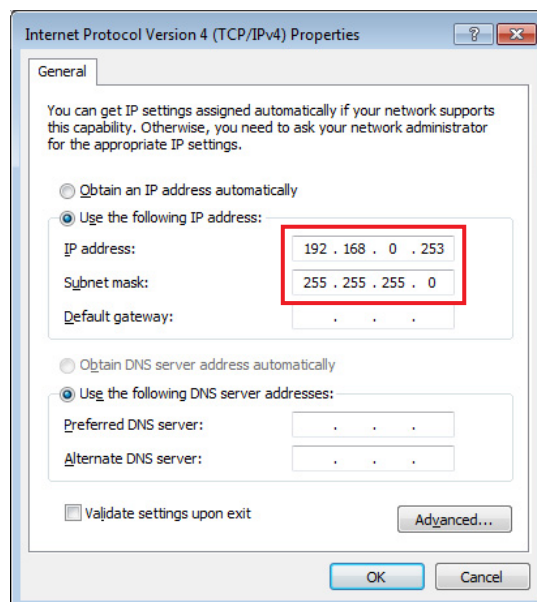 Internet Protocol Version 4 (TCP/IPv4) Properties
General
You can get IP settings assigned automatically if your network supports
this capability. Otherwise, you need to ask your network administrator
for the appropriate IP settings.
Obtain an IP address automatically
Use the following IP address:
IP address: 192 . 168 . 0 . 253
Subnet mask: 255 . 255 . 255 . 0
Default gateway: . . .
Obtain DNS server address automatically
Use the following DNS server addresses:
Preferred DNS server: . . .
Alternate DNS server: . . .
Validate settings upon exit
Advanced...
OK Cancel